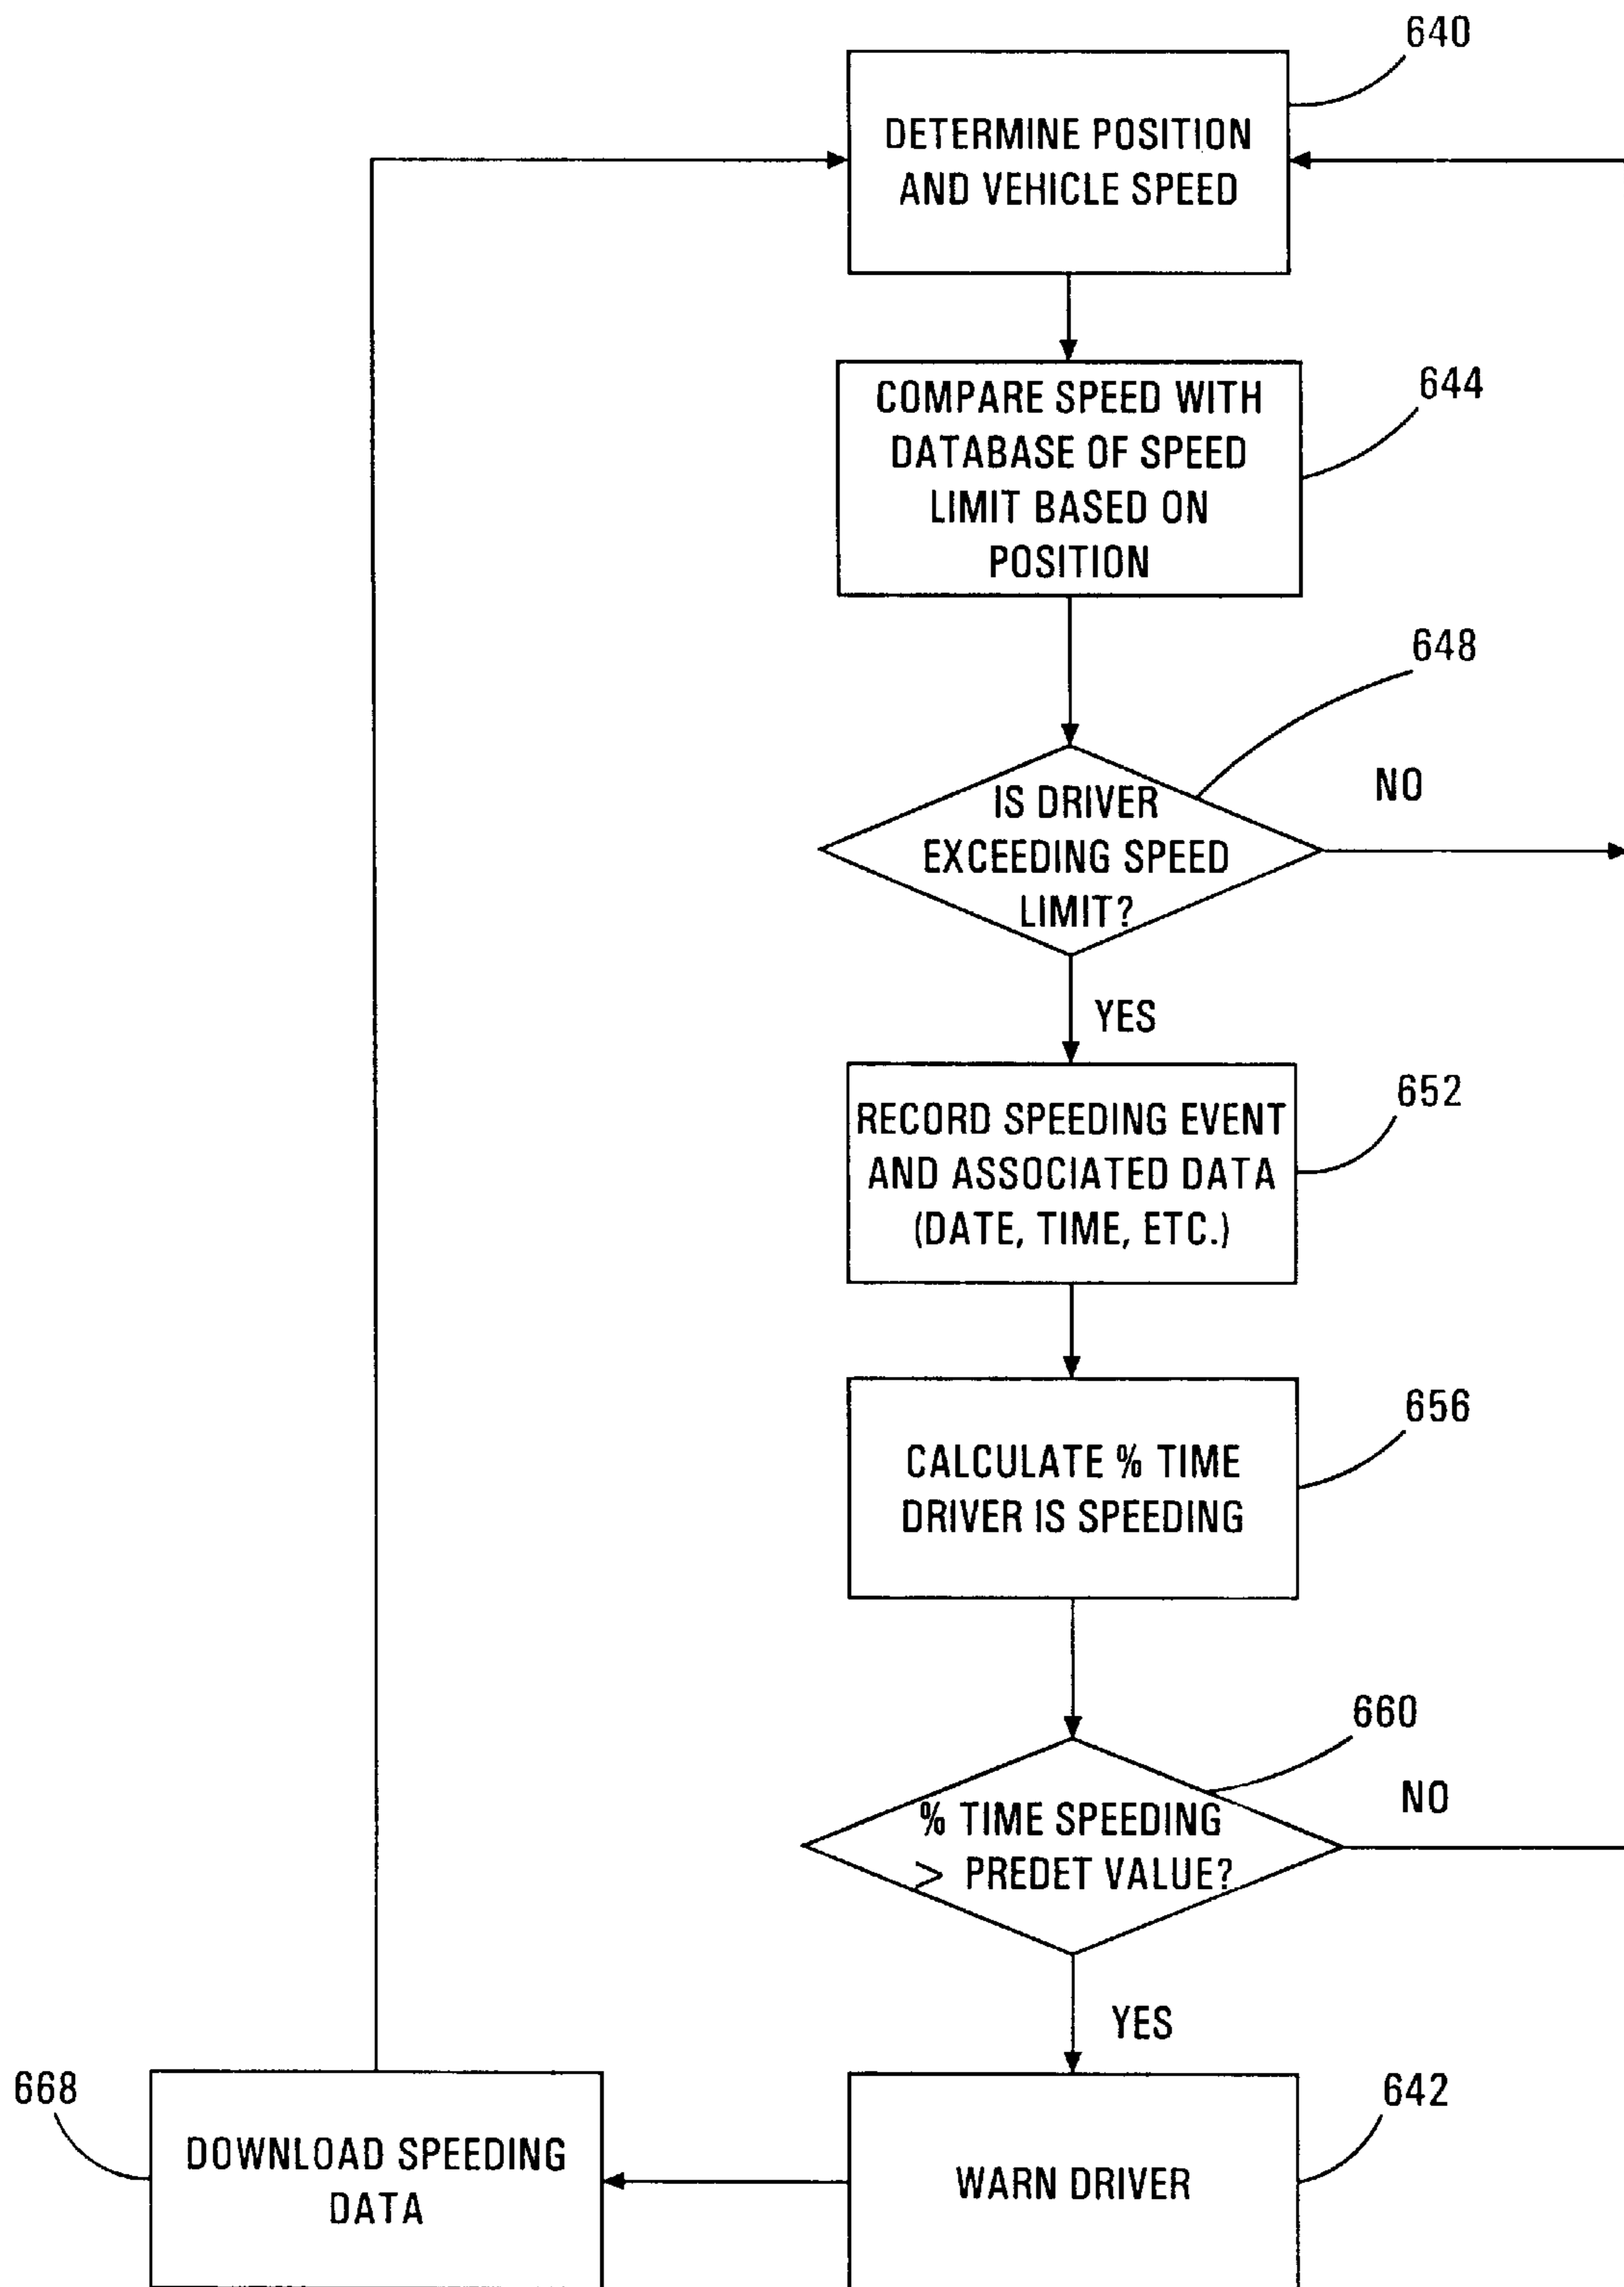 640
DETERMINE POSITION
AND VEHICLE SPEED
644
COMPARE SPEED WITH
DATABASE OF SPEED
LIMIT BASED ON
POSITION
648
NO
IS DRIVER
EXCEEDING SPEED
LIMIT?
YES
652
RECORD SPEEDING EVENT
AND ASSOCIATED DATA
(DATE, TIME, ETC.)
656
CALCULATE % TIME
DRIVER IS SPEEDING
660
NO
% TIME SPEEDING
> PREDET VALUE?
YES
668
DOWNLOAD SPEEDING
DATA
642
WARN DRIVER